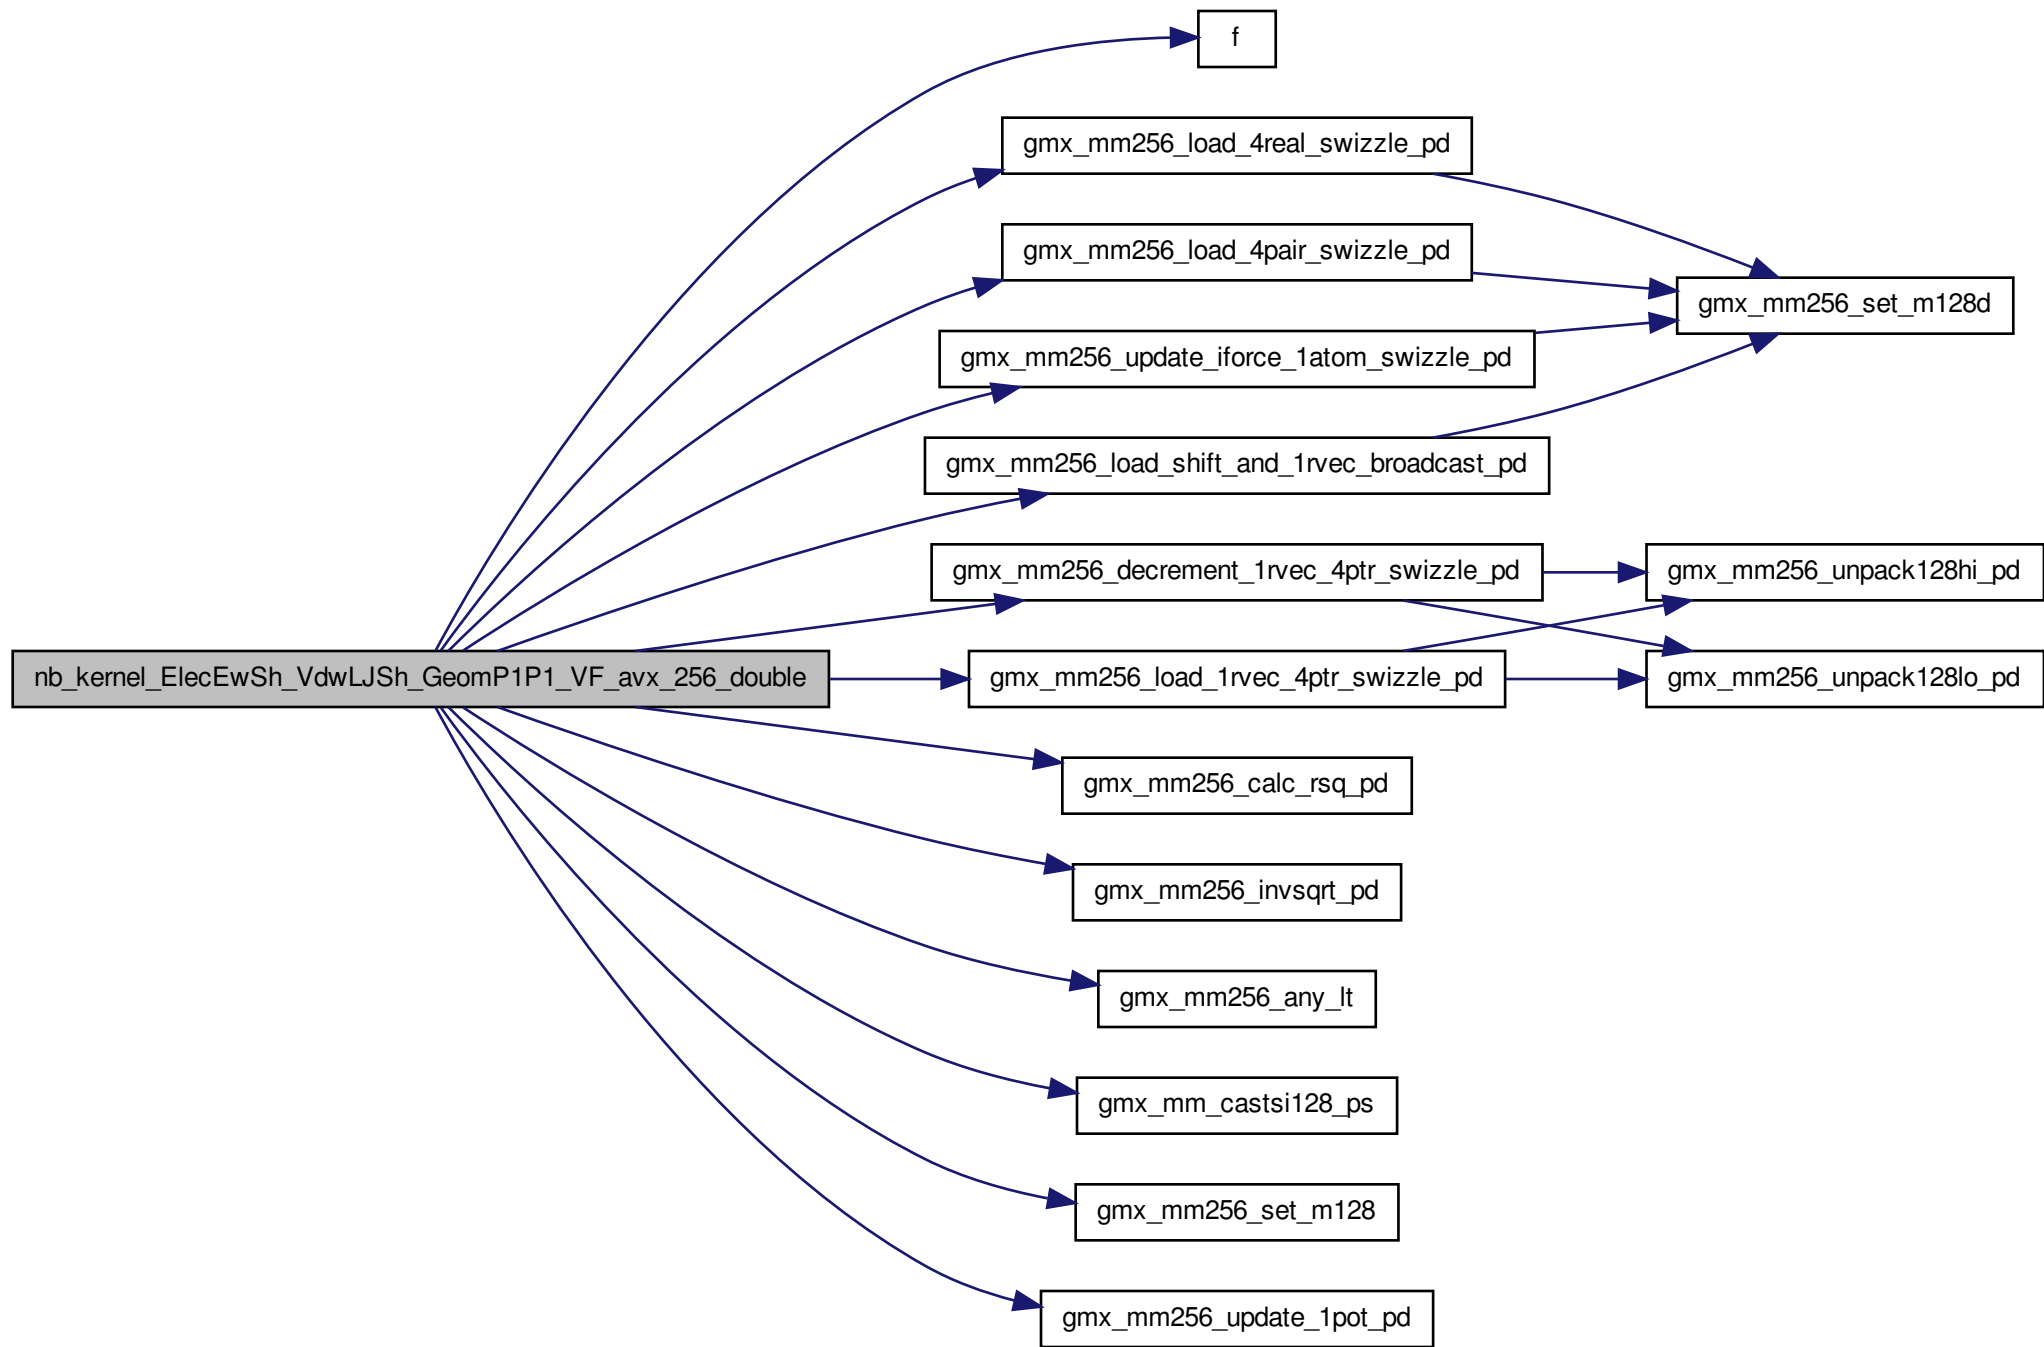 f
gmx_mm256_load_4real_swizzle_pd
gmx_mm256_load_4pair_swizzle_pd
gmx_mm256_set_m128d
gmx_mm256_update_iforce_1atom_swizzle_pd
gmx_mm256_load_shift_and_1rvec_broadcast_pd
gmx_mm256_decrement_1rvec_4ptr_swizzle_pd
gmx_mm256_unpack128hi_pd
nb_kernel_ElecEwSh_VdwLJSh_GeomP1P1_VF_avx_256_double
gmx_mm256_load_1rvec_4ptr_swizzle_pd
gmx_mm256_unpack128lo_pd
gmx_mm256_calc_rsq_pd
gmx_mm256_invsqrt_pd
gmx_mm256_any_lt
gmx_mm_castsi128_ps
gmx_mm256_set_m128
gmx_mm256_update_1pot_pd